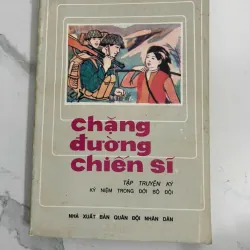 chặng
đường
chiến sĩ
TẬP TRUYỆN KÝ
KỶ NIỆM TRONG ĐỜI BỘ ĐỘI
NHÀ XUẤT BẢN QUÂN ĐỘI NHÂN DÂN